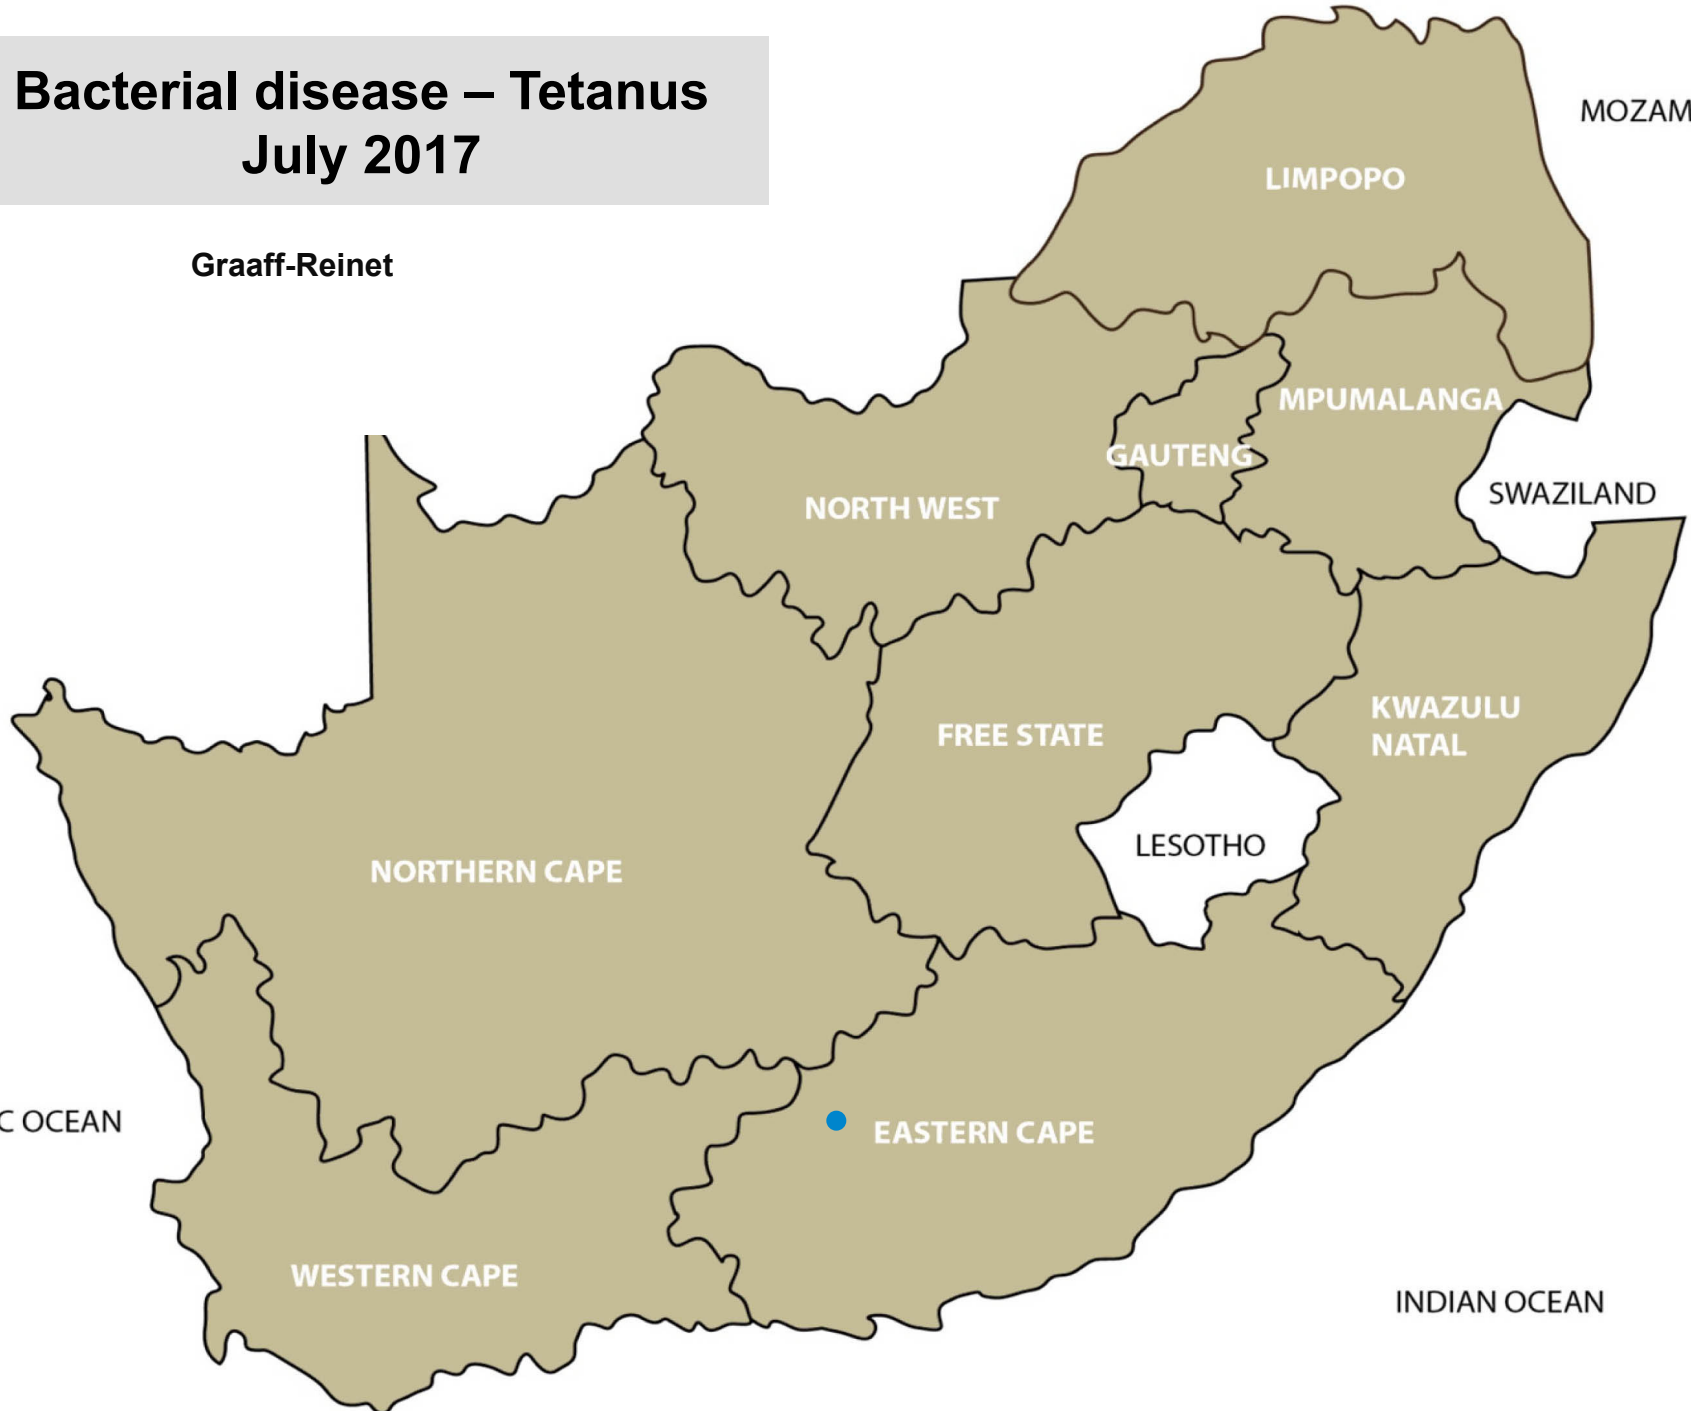 Bacterial disease – Tetanus
July 2017
MOZAM
LIMPOPO
Graaff-Reinet
MPUMALANGA
GAUTENG
SWAZILAND
NORTH WEST
KWAZULU
NATAL
FREE STATE
LESOTHO
NORTHERN CAPE
C OCEAN
EASTERN CAPE
WESTERN CAPE
INDIAN OCEAN